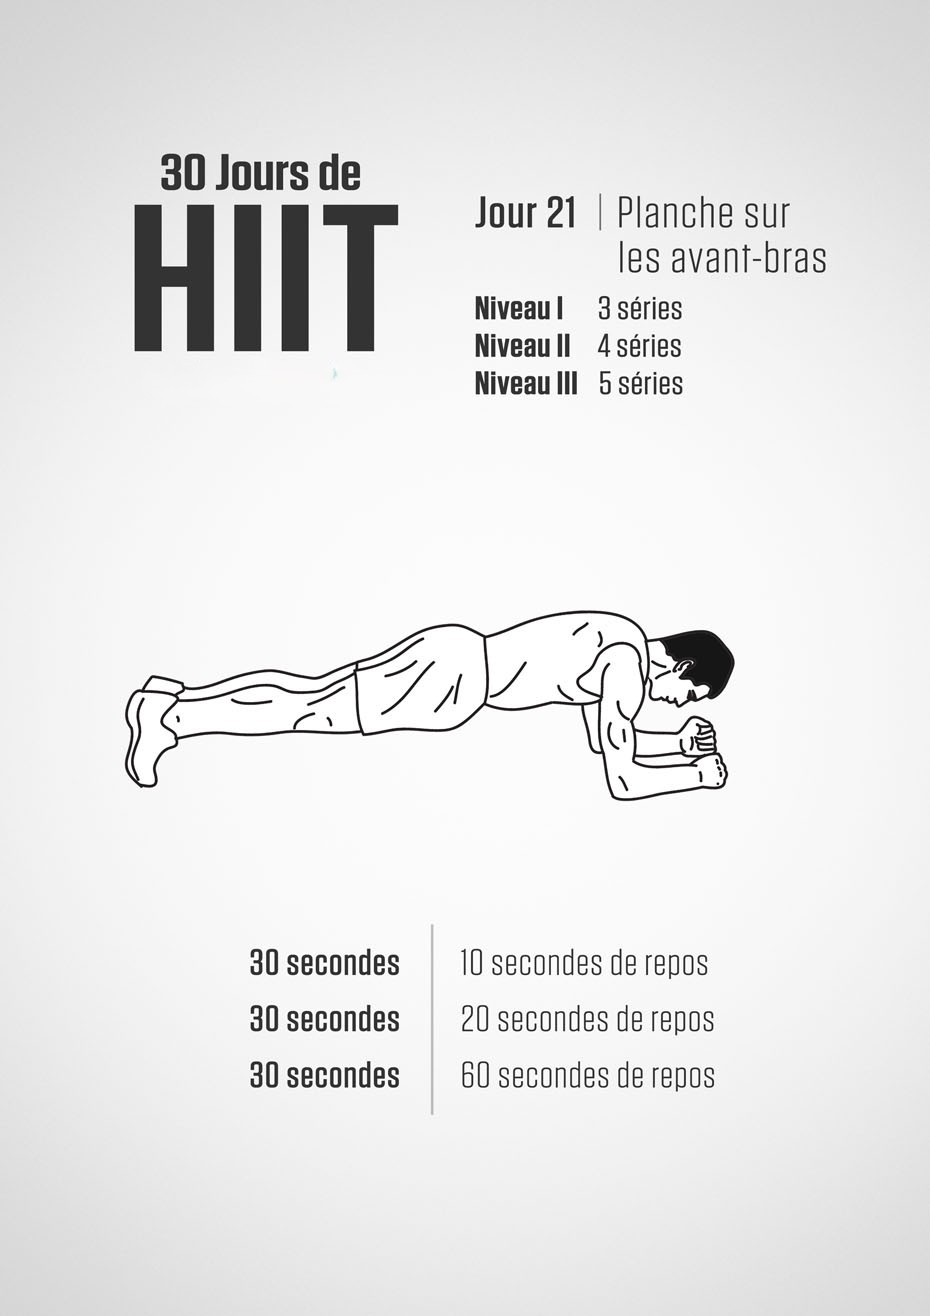 30 Jours de
HIIT
Jour 21 | Planche sur
les avant-bras
Niveau I 3 séries
Niveau II 4 séries
Niveau III 5 séries
30 secondes 10 secondes de repos
30 secondes 20 secondes de repos
30 secondes 60 secondes de repos